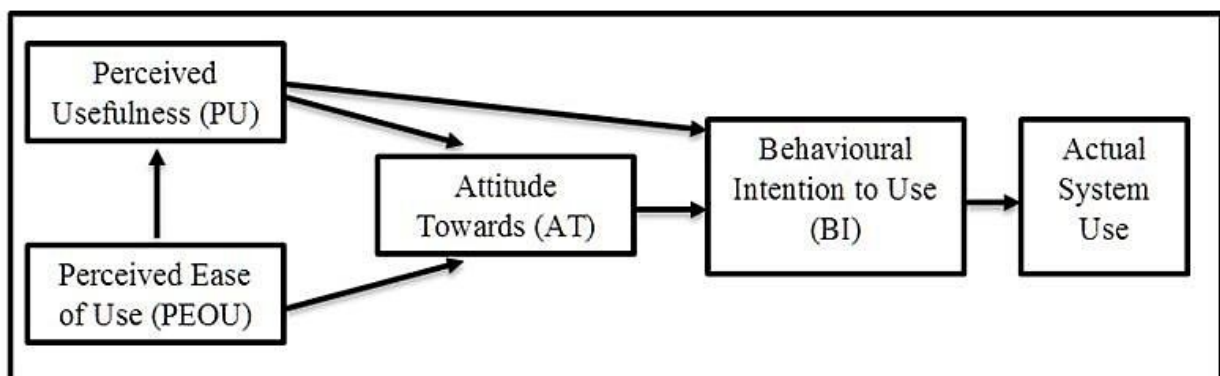 Perceived
Usefulness (PU)
Perceived Ease
of Use (PEOU)
Attitude
Towards (AT)
Behavioural
Intention to Use
(BI)
Actual
System
Use